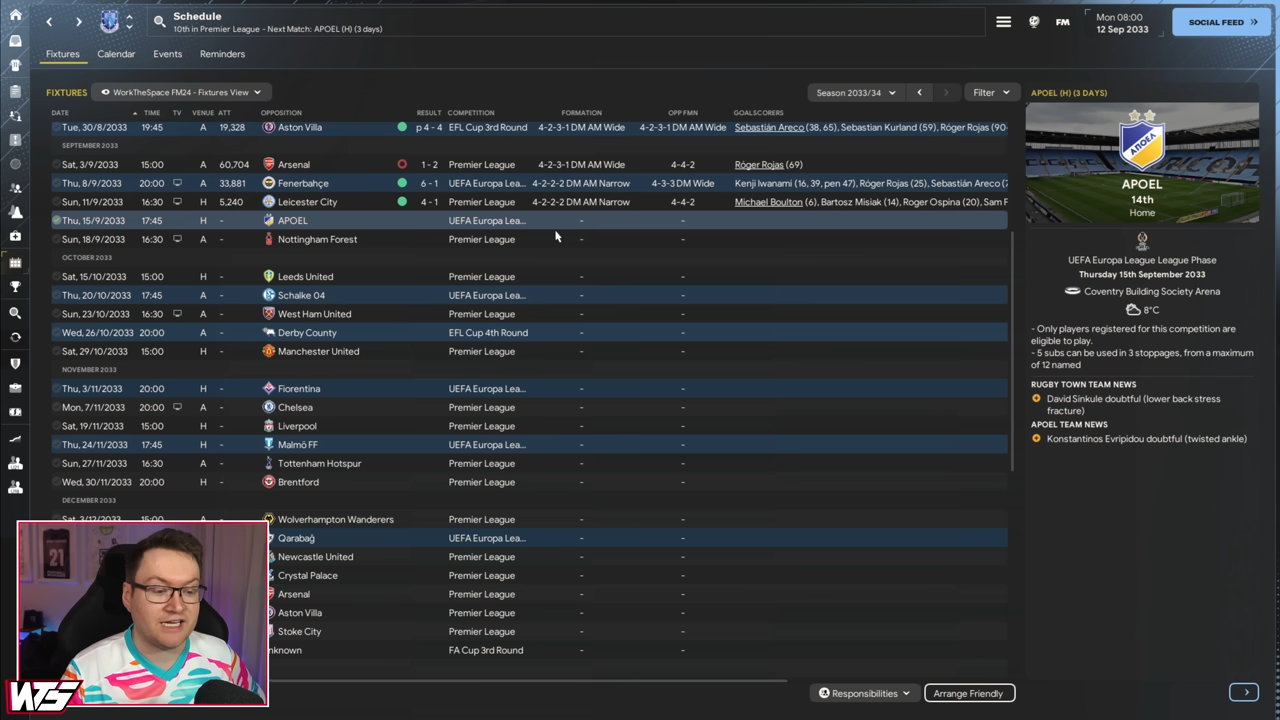 Schedule
10th in Premier League - Next Match: APOEL (H) (3 days)
FM
Mon 08:00
12 Sep 2033
SOCIAL FEED
Fixtures Calendar Events Reminders
FIXTURES WorkTheSpace FM24 - Fixtures View Season 2033/34 Filter
DATE TIME TV VENUE ATT OPPOSITION RESULT COMPETITION FORMATION OPP FMN GOALSCORERS
Tue, 30/8/2033 19:45 A 19,328 Aston Villa p 4 - 4 EFL Cup 3rd Round 4-2-3-1 DM AM Wide 4-2-3-1 DM AM Wide Sebastián Areco (38, 65), Sebastian Kurland (59), Róger Rojas (90
SEPTEMBER 2033
Sat, 3/9/2033 15:00 A 60,704 Arsenal 1 - 2 Premier League 4-2-3-1 DM AM Wide 4-4-2 Róger Rojas (69)
Thu, 8/9/2033 20:00 A 33,881 Fenerbahçe 6 - 1 UEFA Europa Lea... 4-2-2-2 DM AM Narrow 4-3-3 DM Wide Kenji Iwanami (16, 39, pen 47), Róger Rojas (25), Sebastián Areco (7
Sun, 11/9/2033 16:30 H 5,240 Leicester City 4 - 1 Premier League 4-2-2-2 DM AM Narrow 4-4-2 Michael Boulton (6), Bartosz Misiak (14), Roger Ospina (20), Sam F
Thu, 15/9/2033 17:45 H - APOEL UEFA Europa Lea... - -
Sun, 18/9/2033 16:30 A - Nottingham Forest Premier League - -
OCTOBER 2033
Sat, 15/10/2033 15:00 H - Leeds United Premier League - -
Thu, 20/10/2033 17:45 A - Schalke 04 UEFA Europa Lea... - -
Sun, 23/10/2033 16:30 A - West Ham United Premier League - -
Wed, 26/10/2033 20:00 A - Derby County EFL Cup 4th Round - -
Sat, 29/10/2033 15:00 H - Manchester United Premier League - -
NOVEMBER 2033
Thu, 3/11/2033 20:00 H - Fiorentina UEFA Europa Lea... - -
Mon, 7/11/2033 20:00 A - Chelsea Premier League - -
Sat, 19/11/2033 15:00 H - Liverpool Premier League - -
Thu, 24/11/2033 17:45 H - Malmö FF UEFA Europa Lea... - -
Sun, 27/11/2033 16:30 A - Tottenham Hotspur Premier League - -
Wed, 30/11/2033 20:00 H - Brentford Premier League - -
DECEMBER 2033
Sat, 3/12/2033 15:00 A - Wolverhampton Wanderers Premier League - -
Qarabağ UEFA Europa Lea... - -
Newcastle United Premier League - -
Crystal Palace Premier League - -
Arsenal Premier League - -
Aston Villa Premier League - -
Stoke City Premier League - -
nknown FA Cup 3rd Round - -
Responsibilities Arrange Friendly
APOEL (H) (3 DAYS)
APOEL
14th
Home
UEFA Europa League League Phase
Thursday 15th September 2033
Coventry Building Society Arena
8°C
- Only players registered for this competition are
eligible to play.
- 5 subs can be used in 3 stoppages, from a maximum
of 12 named
RUGBY TOWN TEAM NEWS
David Sinkule doubtful (lower back stress
fracture)
APOEL TEAM NEWS
Konstantinos Evripidou doubtful (twisted ankle)
21
WTS